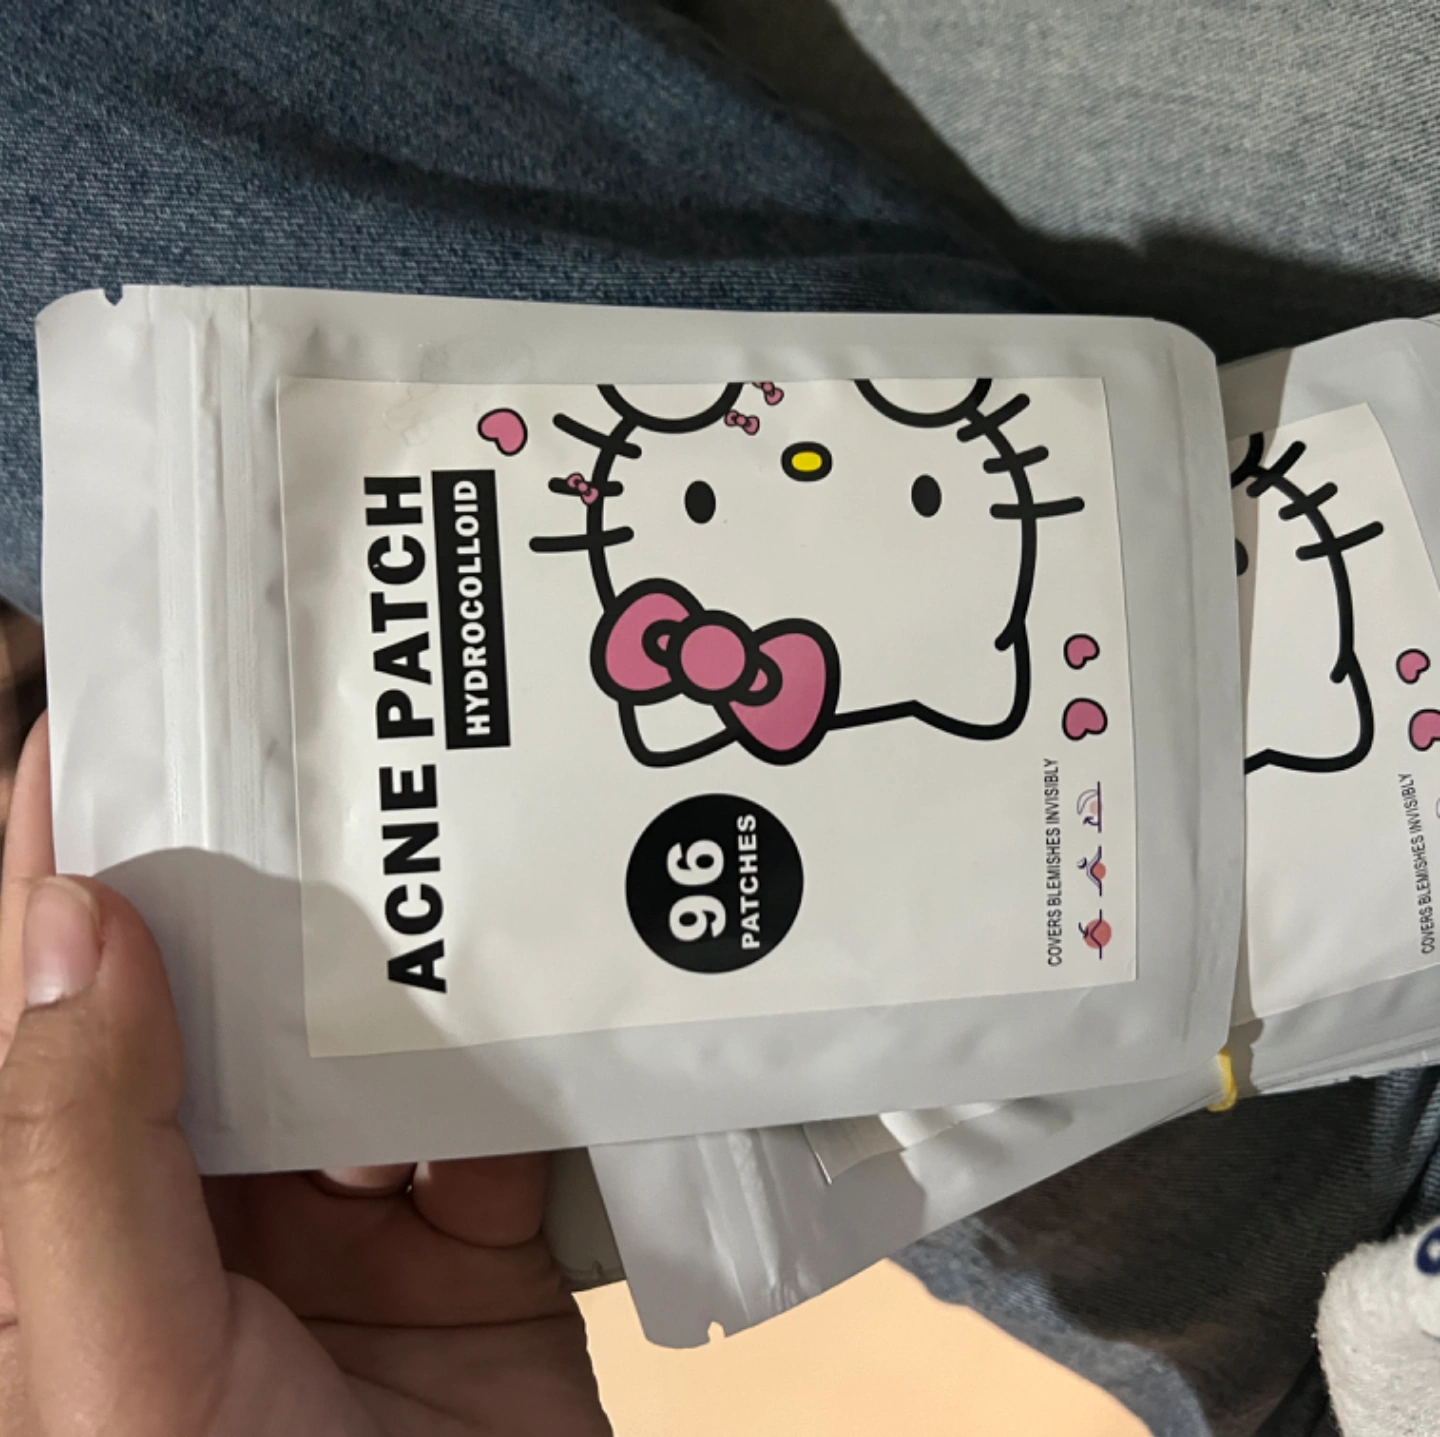 ACNE PATCH
HYDROCOLLOID
96
PATCHES
COVERS BLEMISHES INVISIBLY
COVERS BLEMISHES INVISIBLY